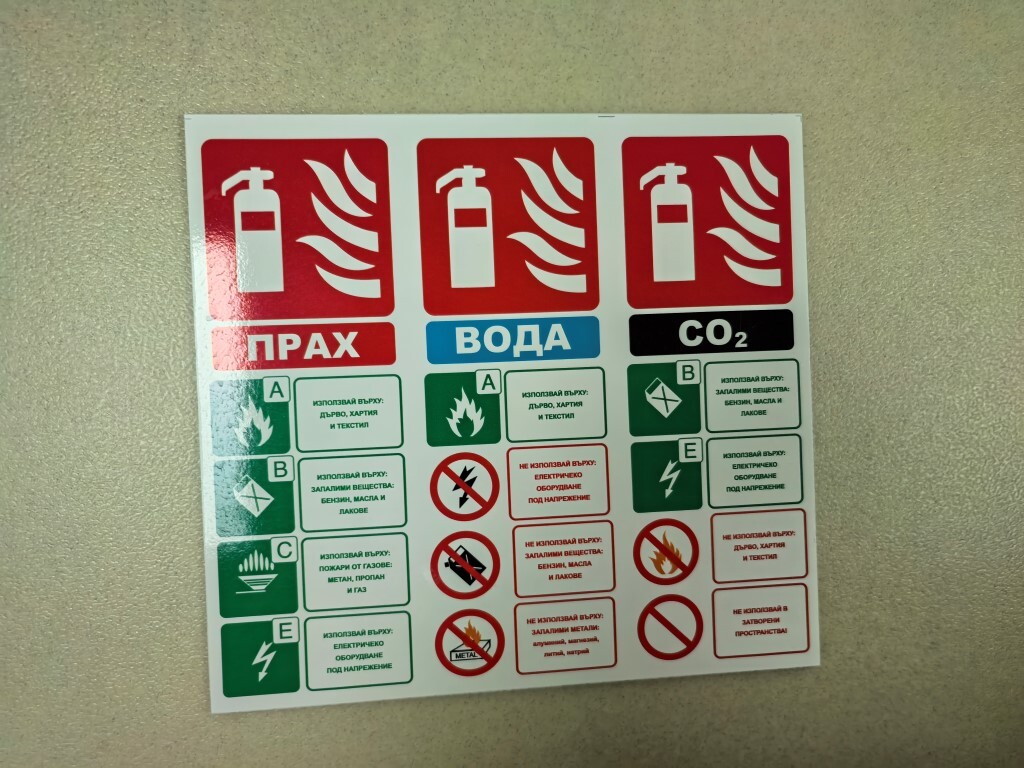 ПРАХ
A
ИЗПОЛЗВАЙ ВЪРХУ:
ДЪРВО, ХАРТИЯ
И ТЕКСТИЛ
B
ИЗПОЛЗВАЙ ВЪРХУ:
ЗАПАЛИМИ ВЕЩЕСТВА:
БЕНЗИН, МАСЛА И
ЛАКОВЕ
C
ИЗПОЛЗВАЙ ВЪРХУ:
ПОЖАРИ ОТ ГАЗОВЕ:
МЕТАН, ПРОПАН
И ГАЗ
E
ИЗПОЛЗВАЙ ВЪРХУ:
ЕЛЕКТРИЧЕКО
ОБОРУДВАНЕ
ПОД НАПРЕЖЕНИЕ
ВОДА
A
ИЗПОЛЗВАЙ ВЪРХУ:
ДЪРВО, ХАРТИЯ
И ТЕКСТИЛ
НЕ ИЗПОЛЗВАЙ ВЪРХУ:
ЕЛЕКТРИЧЕКО
ОБОРУДВАНЕ
ПОД НАПРЕЖЕНИЕ
НЕ ИЗПОЛЗВАЙ ВЪРХУ:
ЗАПАЛИМИ ВЕЩЕСТВА:
БЕНЗИН, МАСЛА
И ЛАКОВЕ
METAL
НЕ ИЗПОЛЗВАЙ ВЪРХУ:
ЗАПАЛИМИ МЕТАЛИ:
алуминий, магнезий,
литий, натрий
CO₂
B
ИЗПОЛЗВАЙ ВЪРХУ:
ЗАПАЛИМИ ВЕЩЕСТВА:
БЕНЗИН, МАСЛА И
ЛАКОВЕ
E
ИЗПОЛЗВАЙ ВЪРХУ:
ЕЛЕКТРИЧЕКО
ОБОРУДВАНЕ
ПОД НАПРЕЖЕНИЕ
НЕ ИЗПОЛЗВАЙ ВЪРХУ:
ДЪРВО, ХАРТИЯ
И ТЕКСТИЛ
НЕ ИЗПОЛЗВАЙ В
ЗАТВОРЕНИ
ПРОСТРАНСТВА!